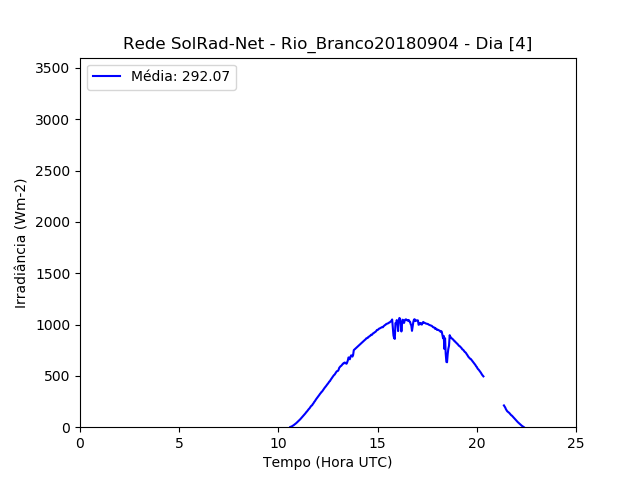 Rede SolRad-Net - Rio_Branco20180904 - Dia [4]
Média: 292.07
3500
3000
2500
2000
1500
1000
500
0
Irradiância (Wm-2)
0 5 10 15 20 25
Tempo (Hora UTC)